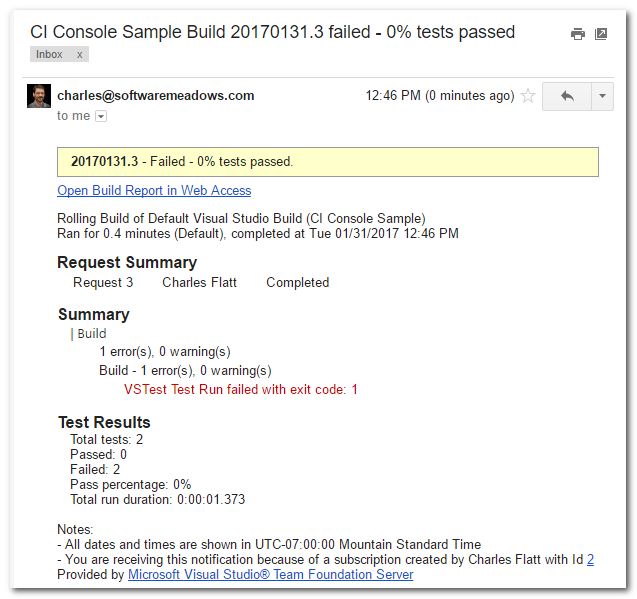 CI Console Sample Build 20170131.3 failed - 0% tests passed
Inbox x
charles@softwaremeadows.com 12:46 PM (0 minutes ago)
to me
20170131.3 - Failed - 0% tests passed.
Open Build Report in Web Access
Rolling Build of Default Visual Studio Build (CI Console Sample)
Ran for 0.4 minutes (Default), completed at Tue 01/31/2017 12:46 PM
Request Summary
Request 3 Charles Flatt Completed
Summary
| Build
1 error(s), 0 warning(s)
Build - 1 error(s), 0 warning(s)
VSTest Test Run failed with exit code: 1
Test Results
Total tests: 2
Passed: 0
Failed: 2
Pass percentage: 0%
Total run duration: 0:00:01.373
Notes:
- All dates and times are shown in UTC-07:00:00 Mountain Standard Time
- You are receiving this notification because of a subscription created by Charles Flatt with Id 2
Provided by Microsoft Visual Studio® Team Foundation Server